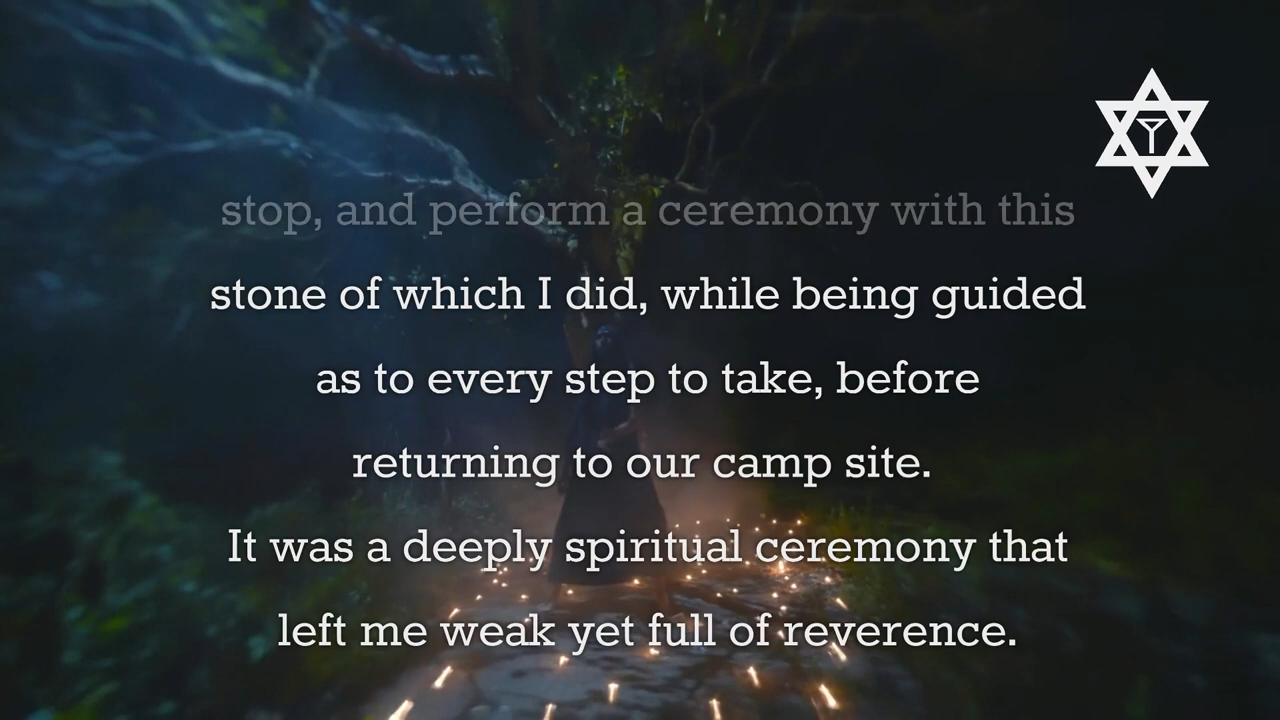 stop, and perform a ceremony with this
stone of which I did, while being guided
as to every step to take, before
returning to our camp site.
It was a deeply spiritual ceremony that
left me weak yet full of reverence.